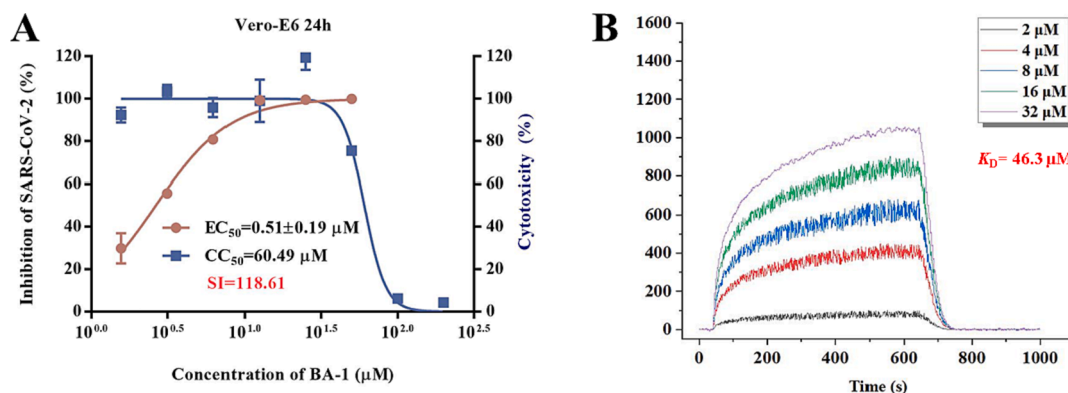 A
Vero-E6 24h
Inhibition of SARS-CoV-2 (%)
120
100
80
60
40
20
0
EC50=0.51±0.19 μM
CC50=60.49 μM
SI=118.61
120
100
80
60
40
20
0
Cytotoxicity (%)
10^0.0 10^0.5 10^1.0 10^1.5 10^2.0 10^2.5
Concentration of BA-1 (μM)
B
1600
1400
1200
1000
800
600
400
200
0
2 μM
4 μM
8 μM
16 μM
32 μM
KD= 46.3 μM
0 200 400 600 800 1000
Time (s)